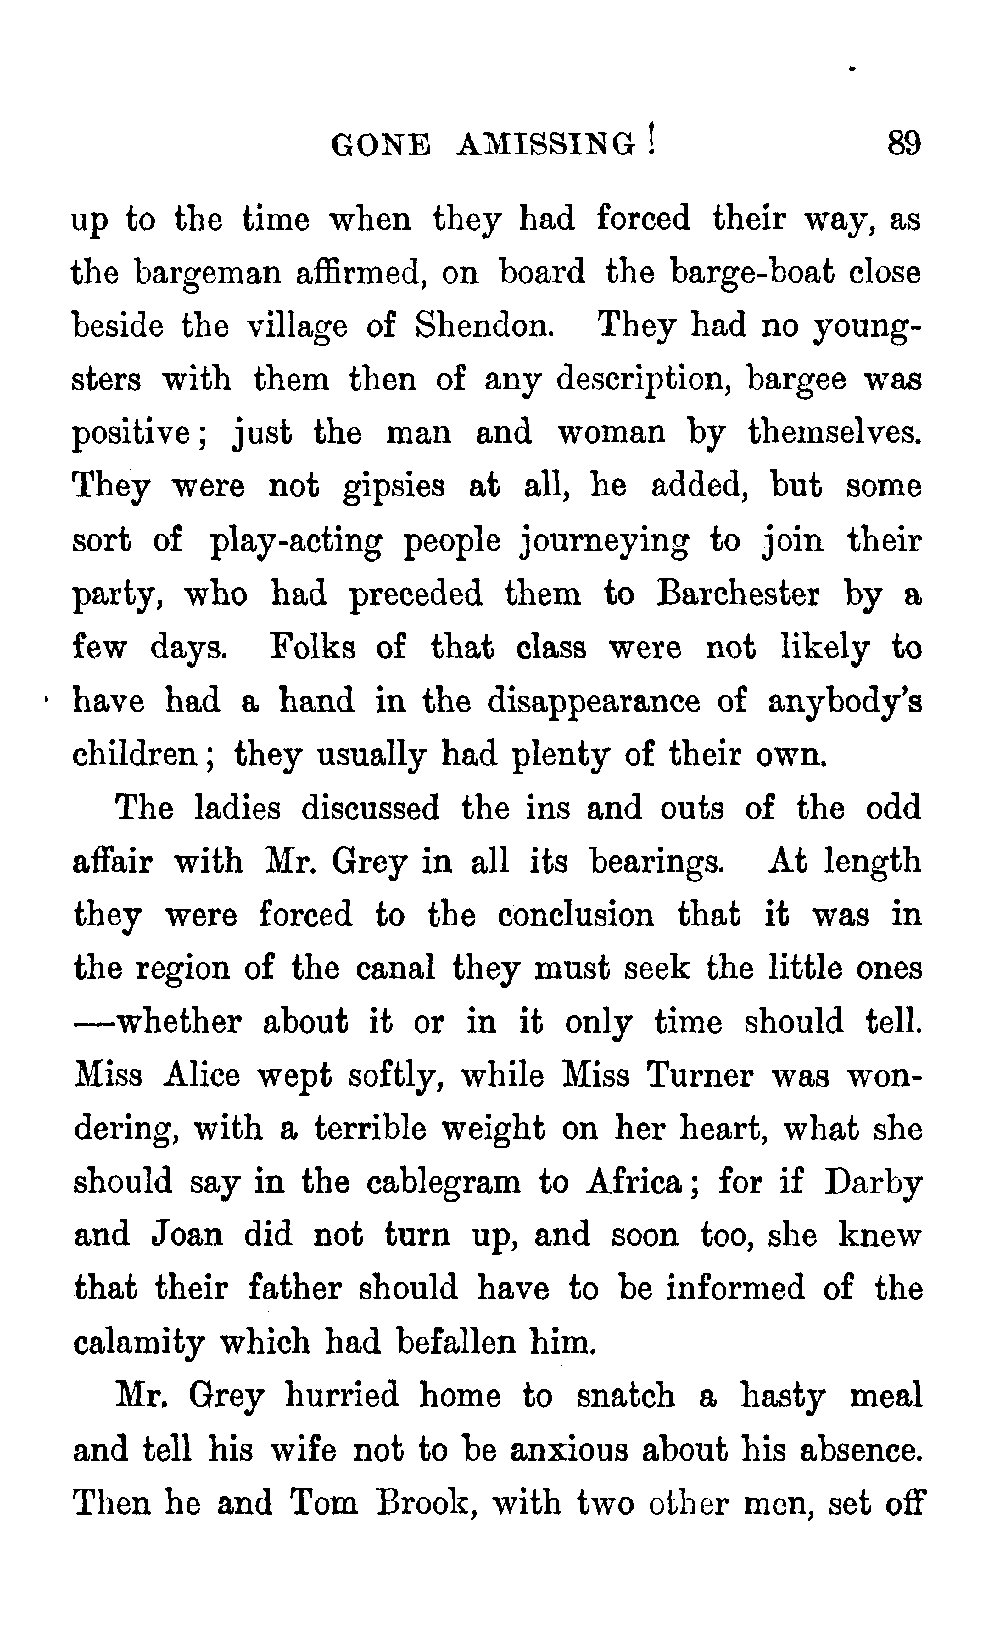 GONE AMISSING! 89
up to the time when they had forced their way, as
the bargeman affirmed, on board the barge-boat close
beside the village of Shendon. They had no young-
sters with them then of any description, bargee was
positive; just the man and woman by themselves.
They were not gipsies at all, he added, but some
sort of play-acting people journeying to join their
party, who had preceded them to Barchester by a
few days. Folks of that class were not likely to
have had a hand in the disappearance of anybody's
children; they usually had plenty of their own.
The ladies discussed the ins and outs of the odd
affair with Mr. Grey in all its bearings. At length
they were forced to the conclusion that it was in
the region of the canal they must seek the little ones
—whether about it or in it only time should tell.
Miss Alice wept softly, while Miss Turner was won-
dering, with a terrible weight on her heart, what she
should say in the cablegram to Africa; for if Darby
and Joan did not turn up, and soon too, she knew
that their father should have to be informed of the
calamity which had befallen him.
Mr. Grey hurried home to snatch a hasty meal
and tell his wife not to be anxious about his absence.
Then he and Tom Brook, with two other men, set off